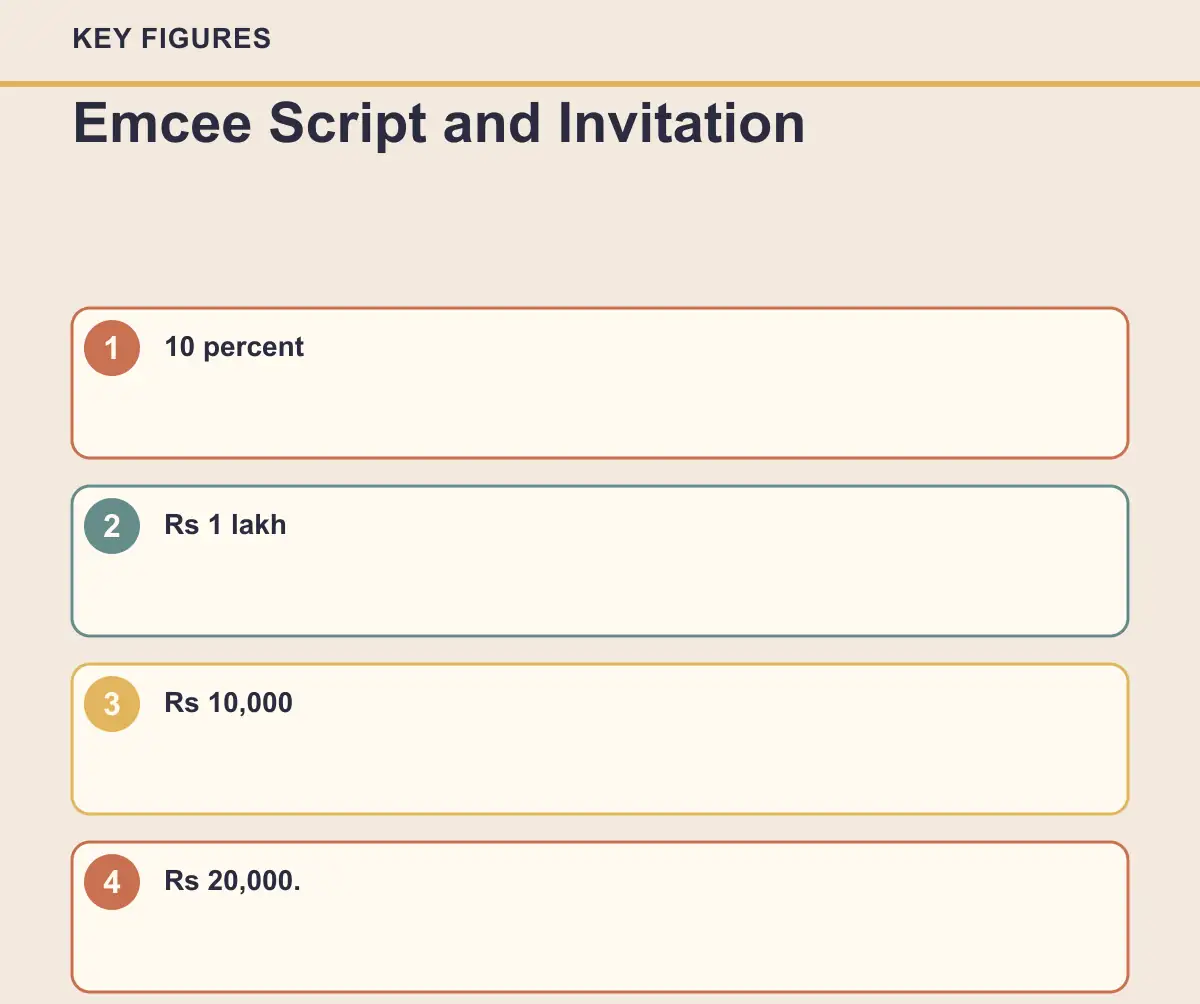 KEY FIGURES
Emcee Script and Invitation
1 10 percent
2 Rs 1 lakh
3 Rs 10,000
4 Rs 20,000.